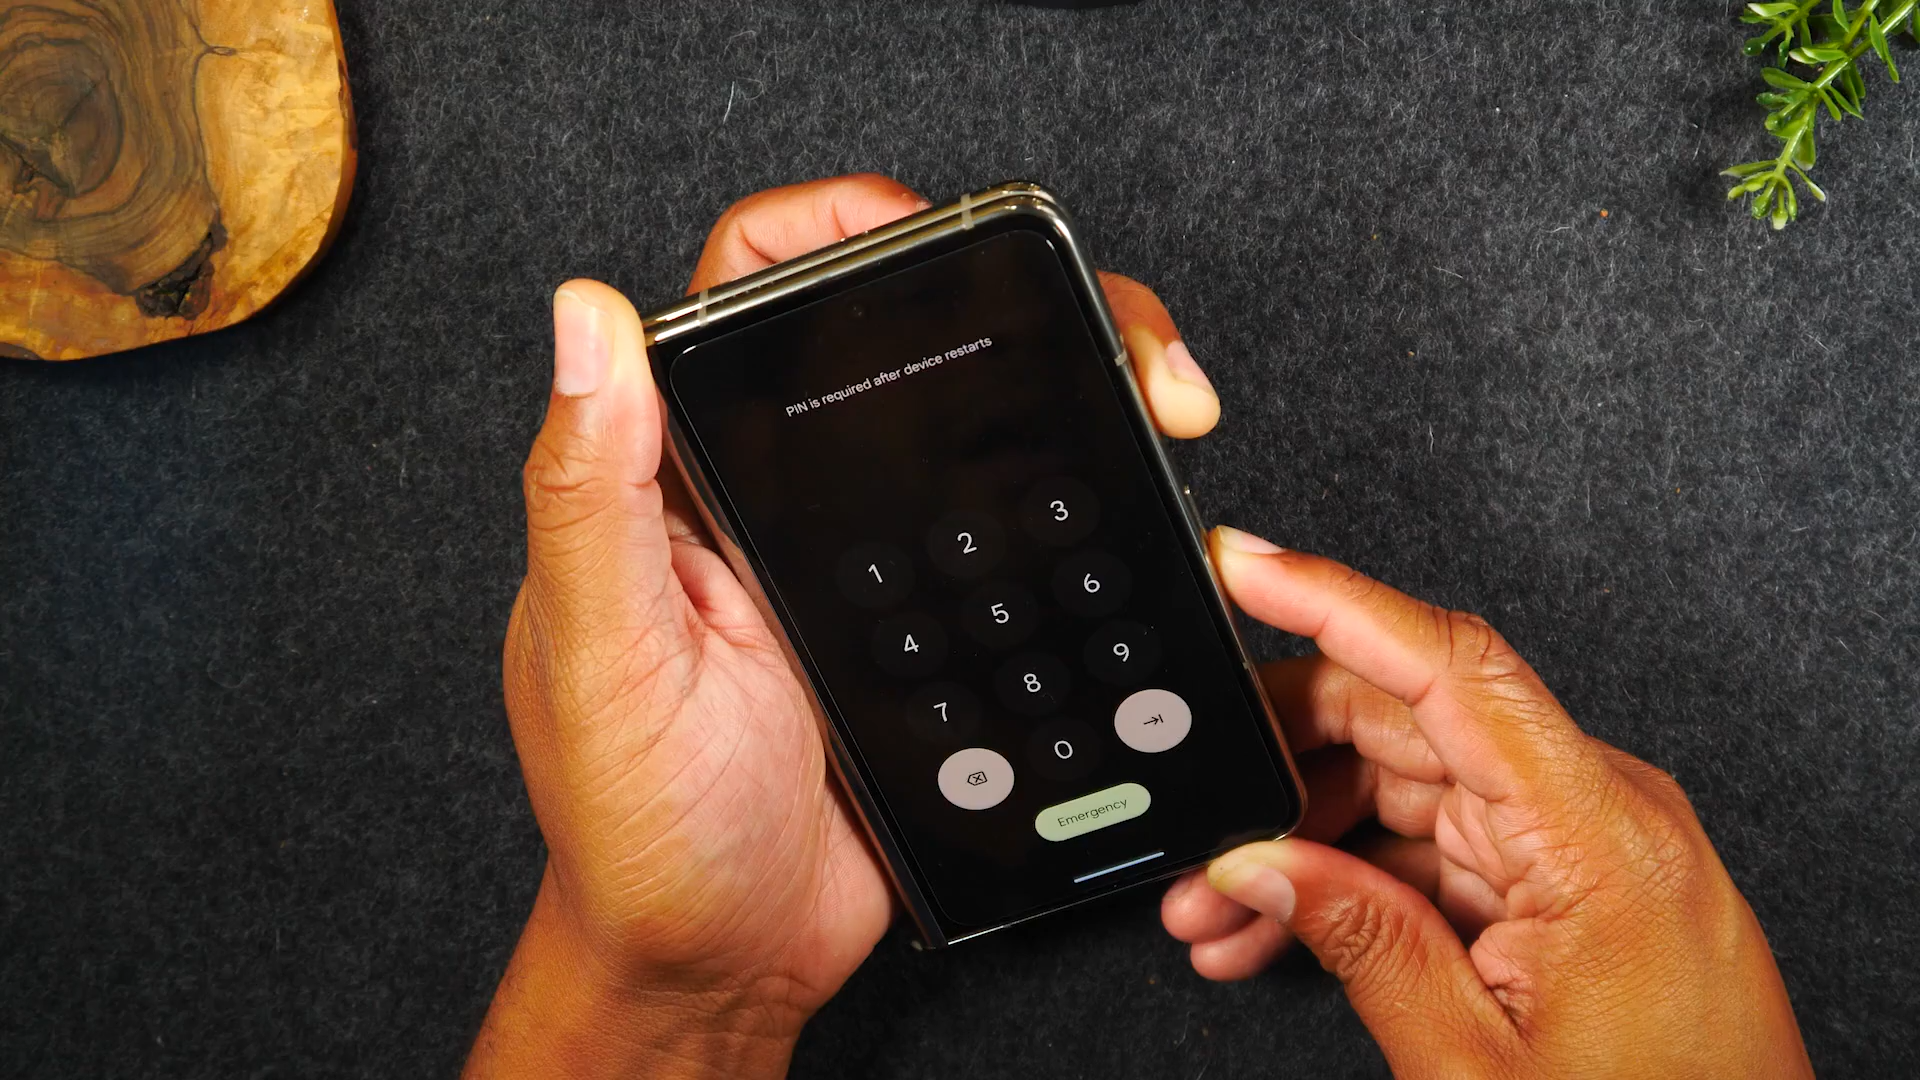 PIN is required after device restarts
1 2 3
4 5 6
7 8 9
0
Emergency